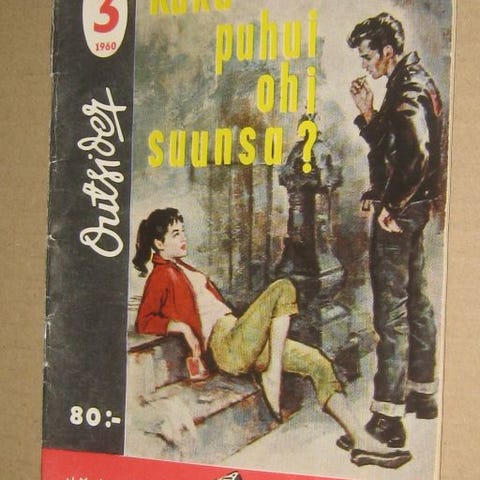 3
1960
puhui
ohi
suunsa?
Outsider
80:-